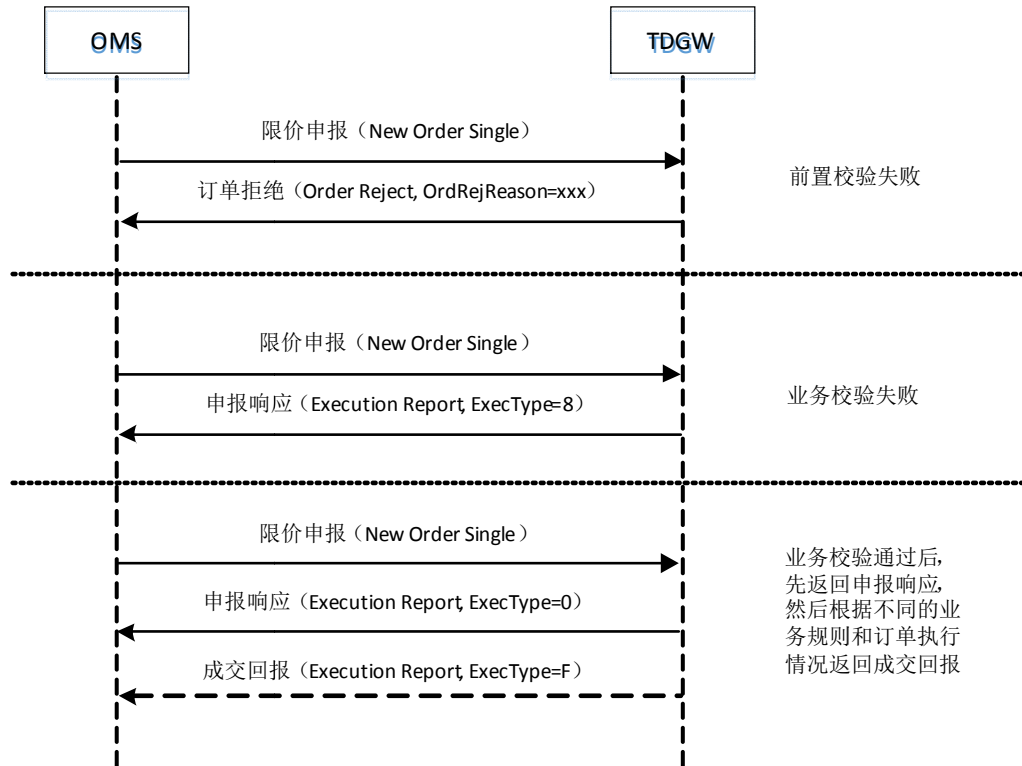 OMS
TDGW
限价申报（New Order Single）
订单拒绝（Order Reject, OrdRejReason=xxx）
前置校验失败
限价申报（New Order Single）
申报响应（Execution Report, ExecType=8）
业务校验失败
限价申报（New Order Single）
申报响应（Execution Report, ExecType=0）
成交回报（Execution Report, ExecType=F）
业务校验通过后,
先返回申报响应,
然后根据不同的业
务规则和订单执行
情况返回成交回报